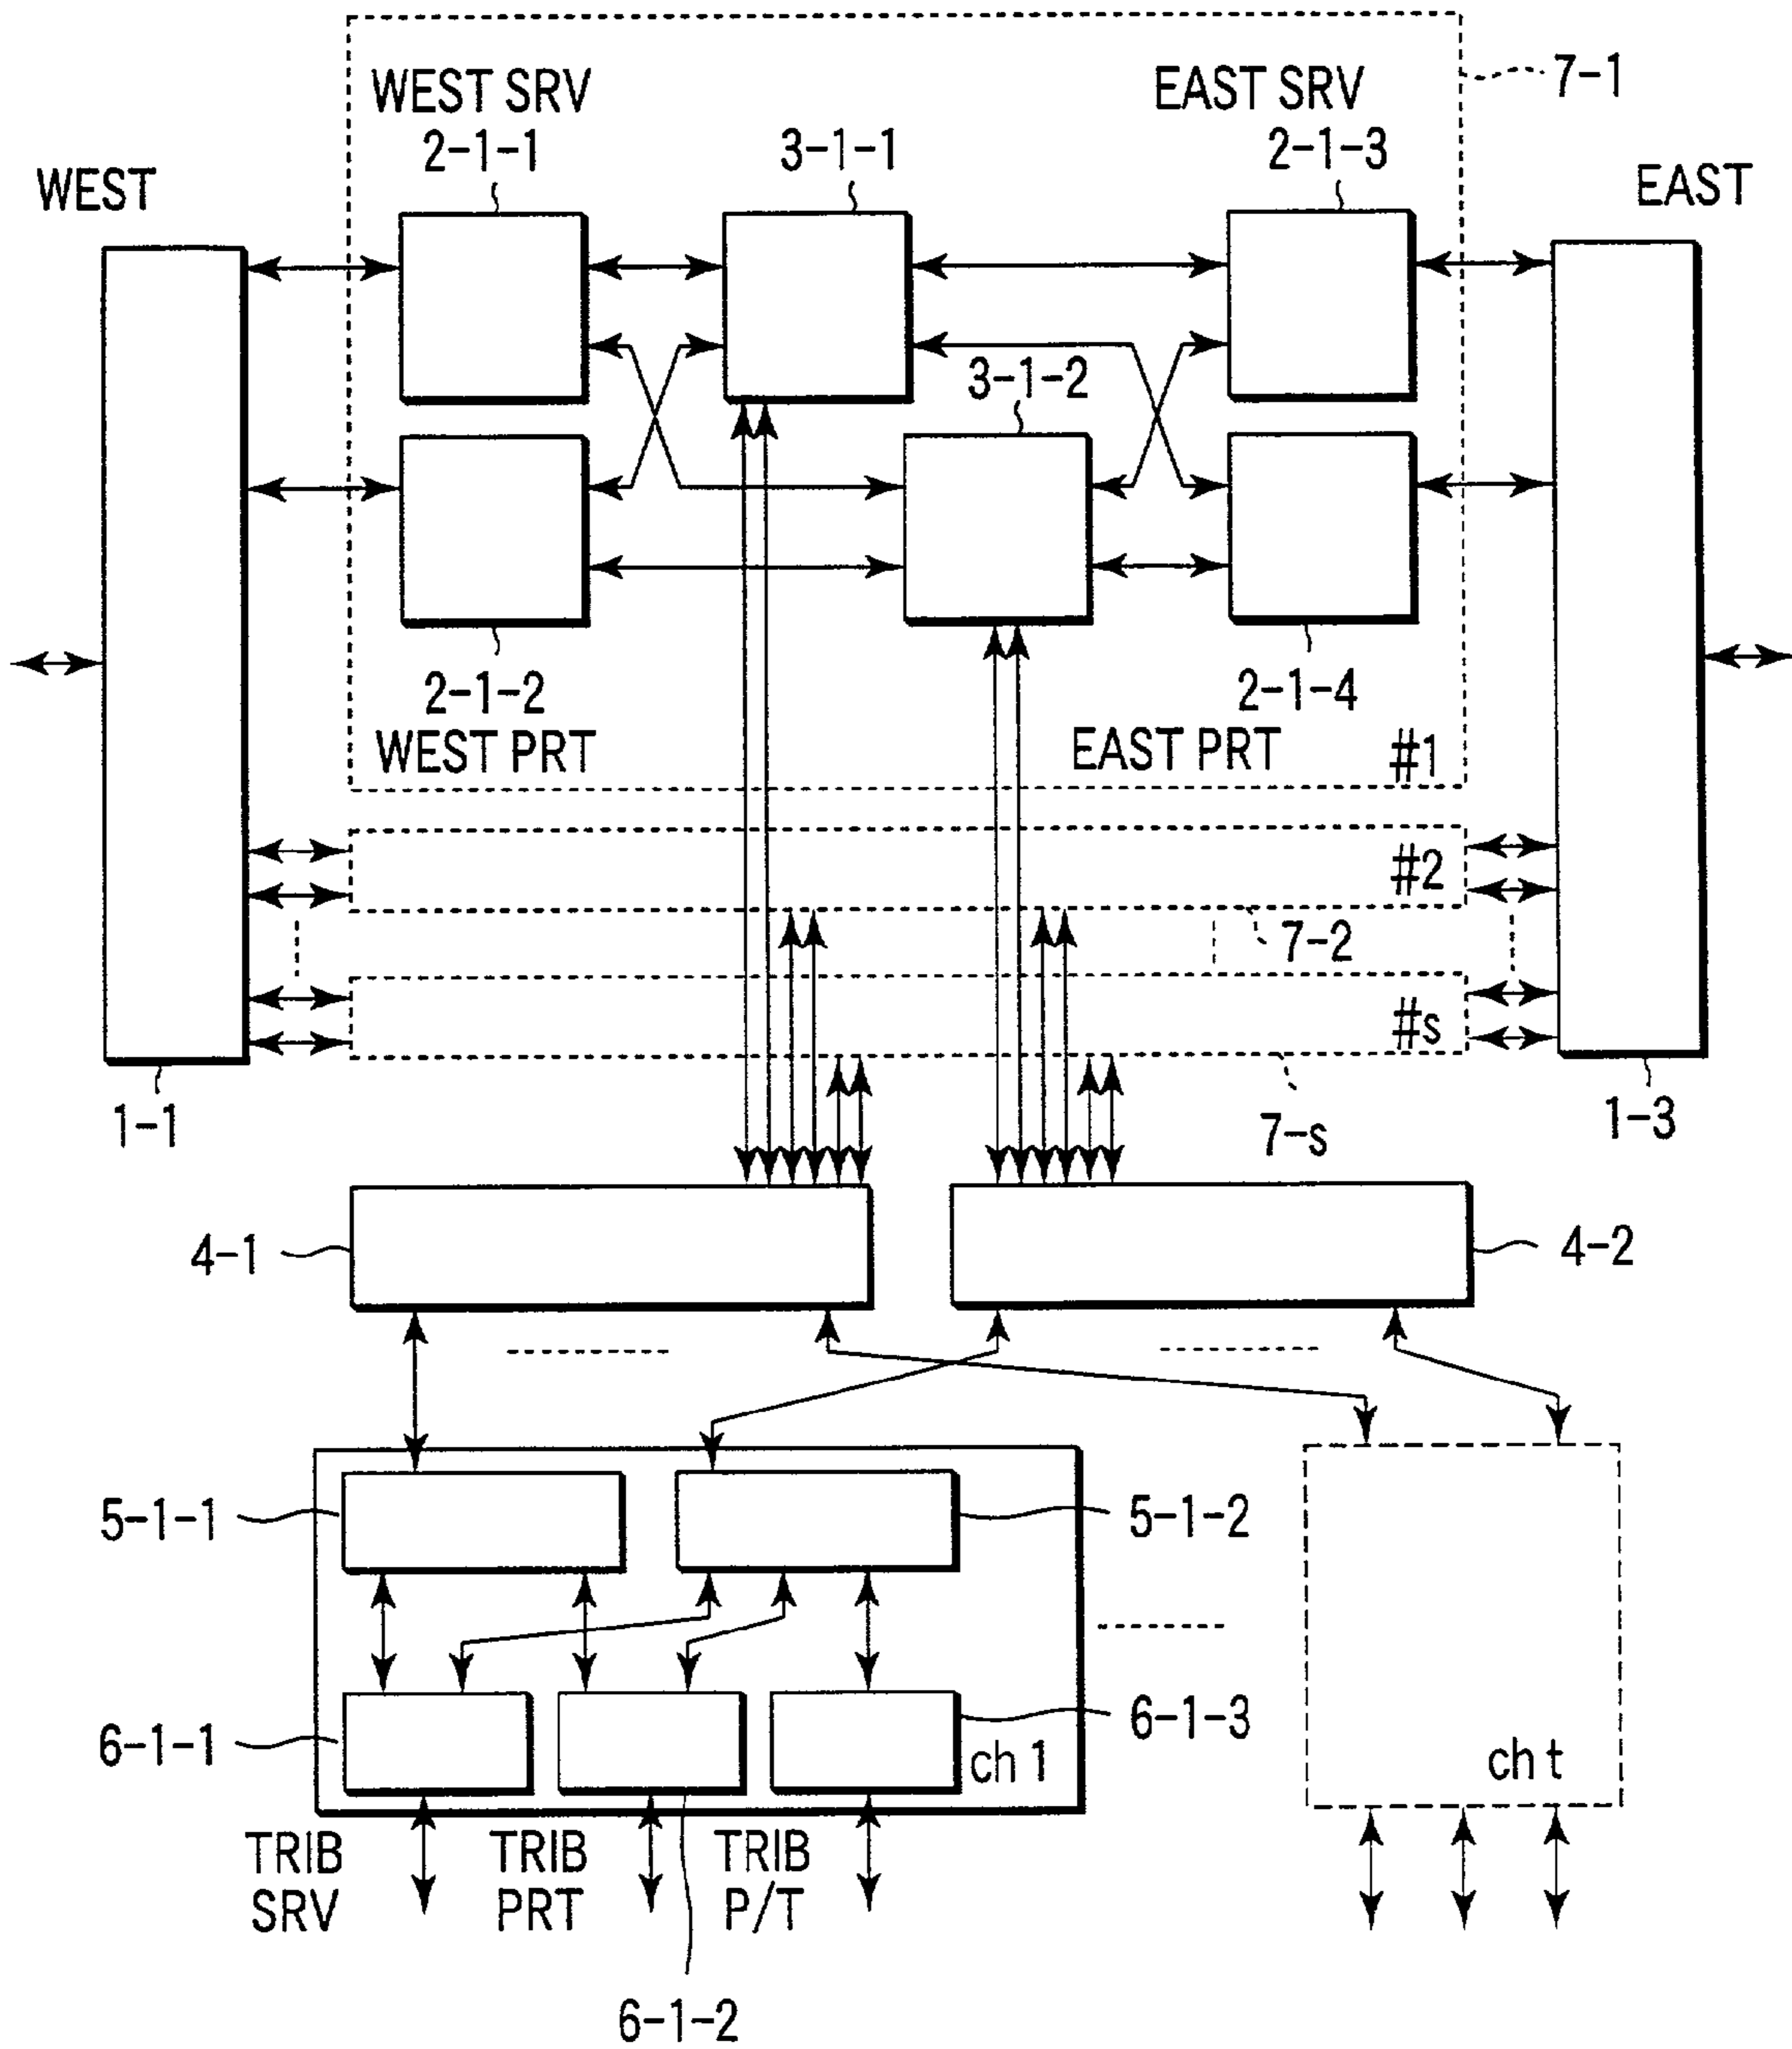 7-1
WEST SRV
EAST SRV
2-1-1
3-1-1
2-1-3
WEST
EAST
3-1-2
2-1-2
2-1-4
WEST PRT
EAST PRT
#1
#2
7-2
#s
1-1
7-s
1-3
4-1
4-2
5-1-1
5-1-2
6-1-1
6-1-3
ch 1
ch t
TRIB
SRV
TRIB
PRT
TRIB
P/T
6-1-2